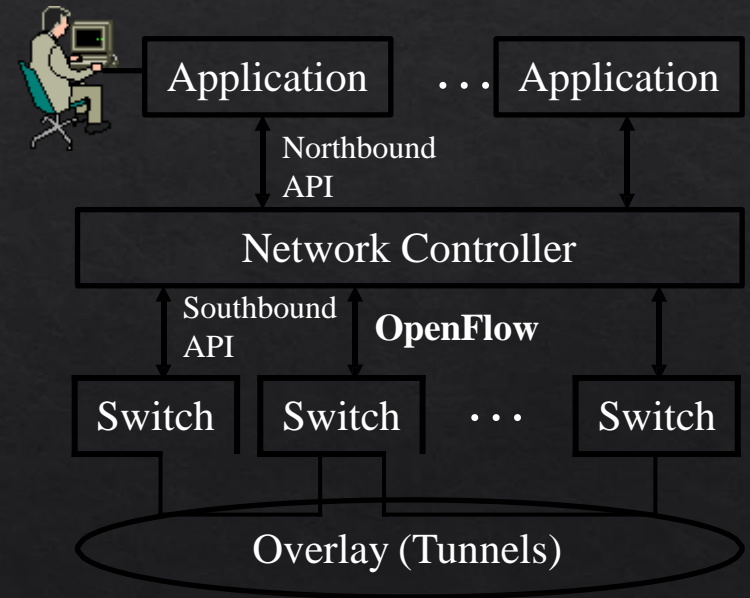 Application ... Application
Northbound
API
Network Controller
Southbound
API
OpenFlow
Switch Switch ... Switch
Overlay (Tunnels)